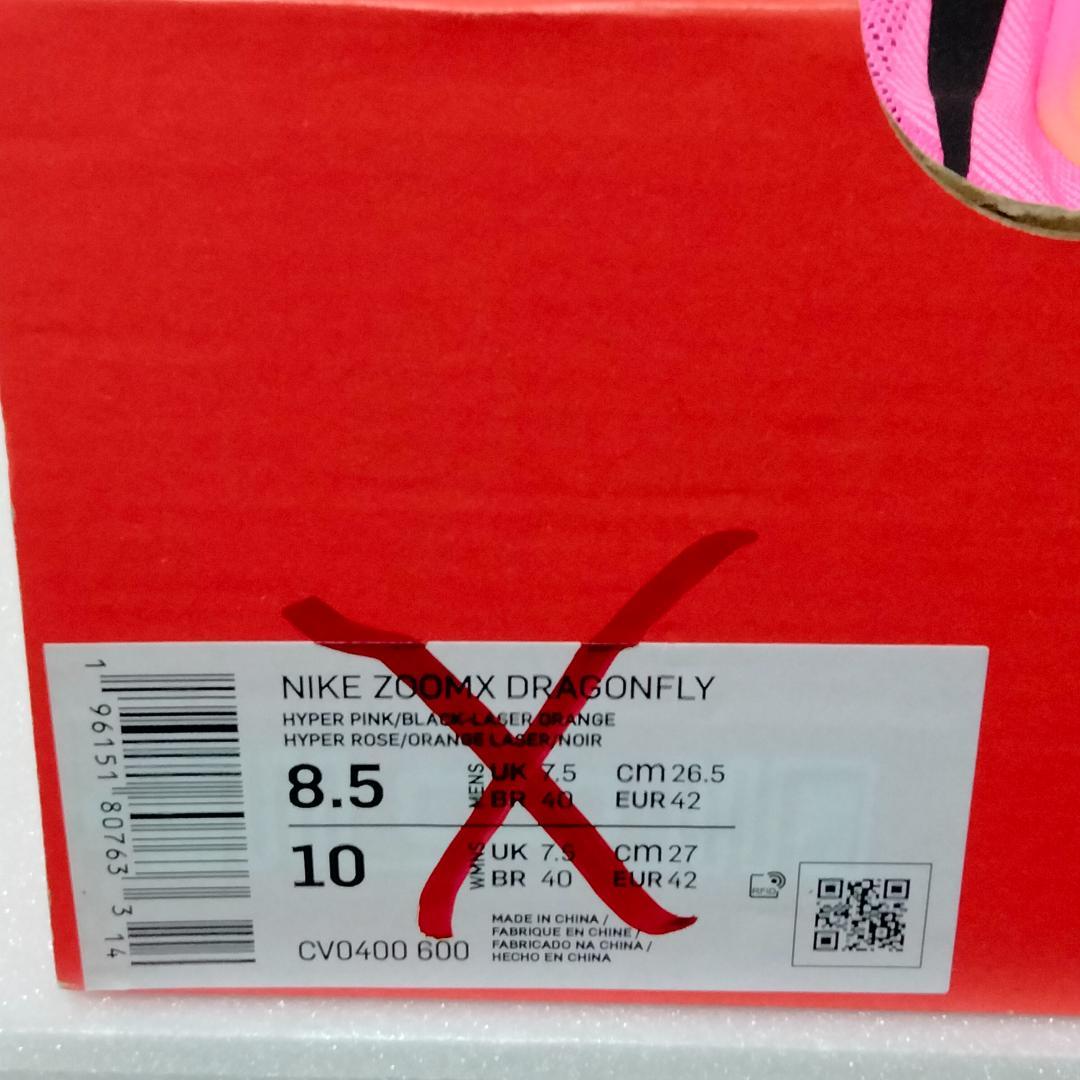 NIKE ZOOMX DRAGONFLY
HYPER PINK/BLACK-LASER ORANGE
HYPER ROSE/ORANGE LASER/NOIR
8.5 MENS UK 7.5 cm 26.5
BR 40 EUR 42
10 WMNS UK 7.5 cm 27
BR 40 EUR 42
RFID
MADE IN CHINA /
FABRIQUE EN CHINE /
FABRICADO NA CHINA /
HECHO EN CHINA
CV0400 600
1 96151 80763 3 14